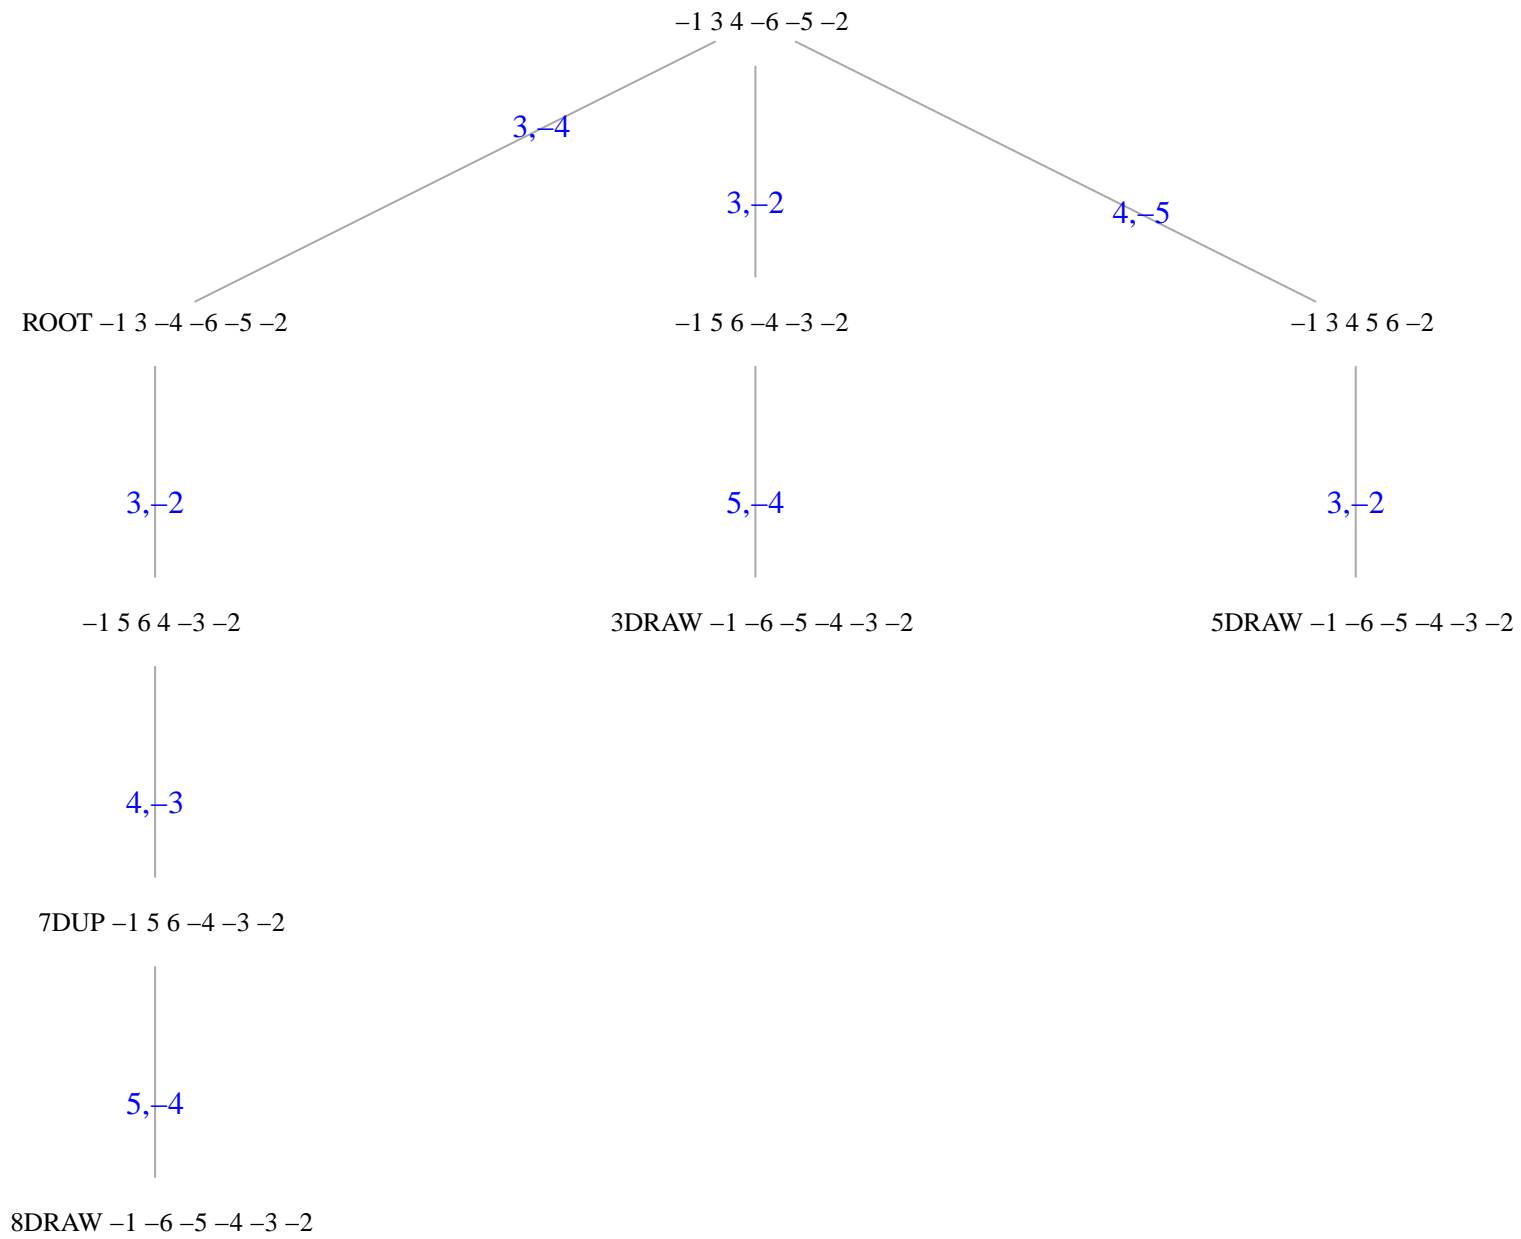 –1 3 4 –6 –5 –2
3,–4
3,–2
4,–5
ROOT –1 3 –4 –6 –5 –2
–1 5 6 –4 –3 –2
–1 3 4 5 6 –2
3,–2
5,–4
3,–2
–1 5 6 4 –3 –2
3DRAW –1 –6 –5 –4 –3 –2
5DRAW –1 –6 –5 –4 –3 –2
4,–3
7DUP –1 5 6 –4 –3 –2
5,–4
8DRAW –1 –6 –5 –4 –3 –2